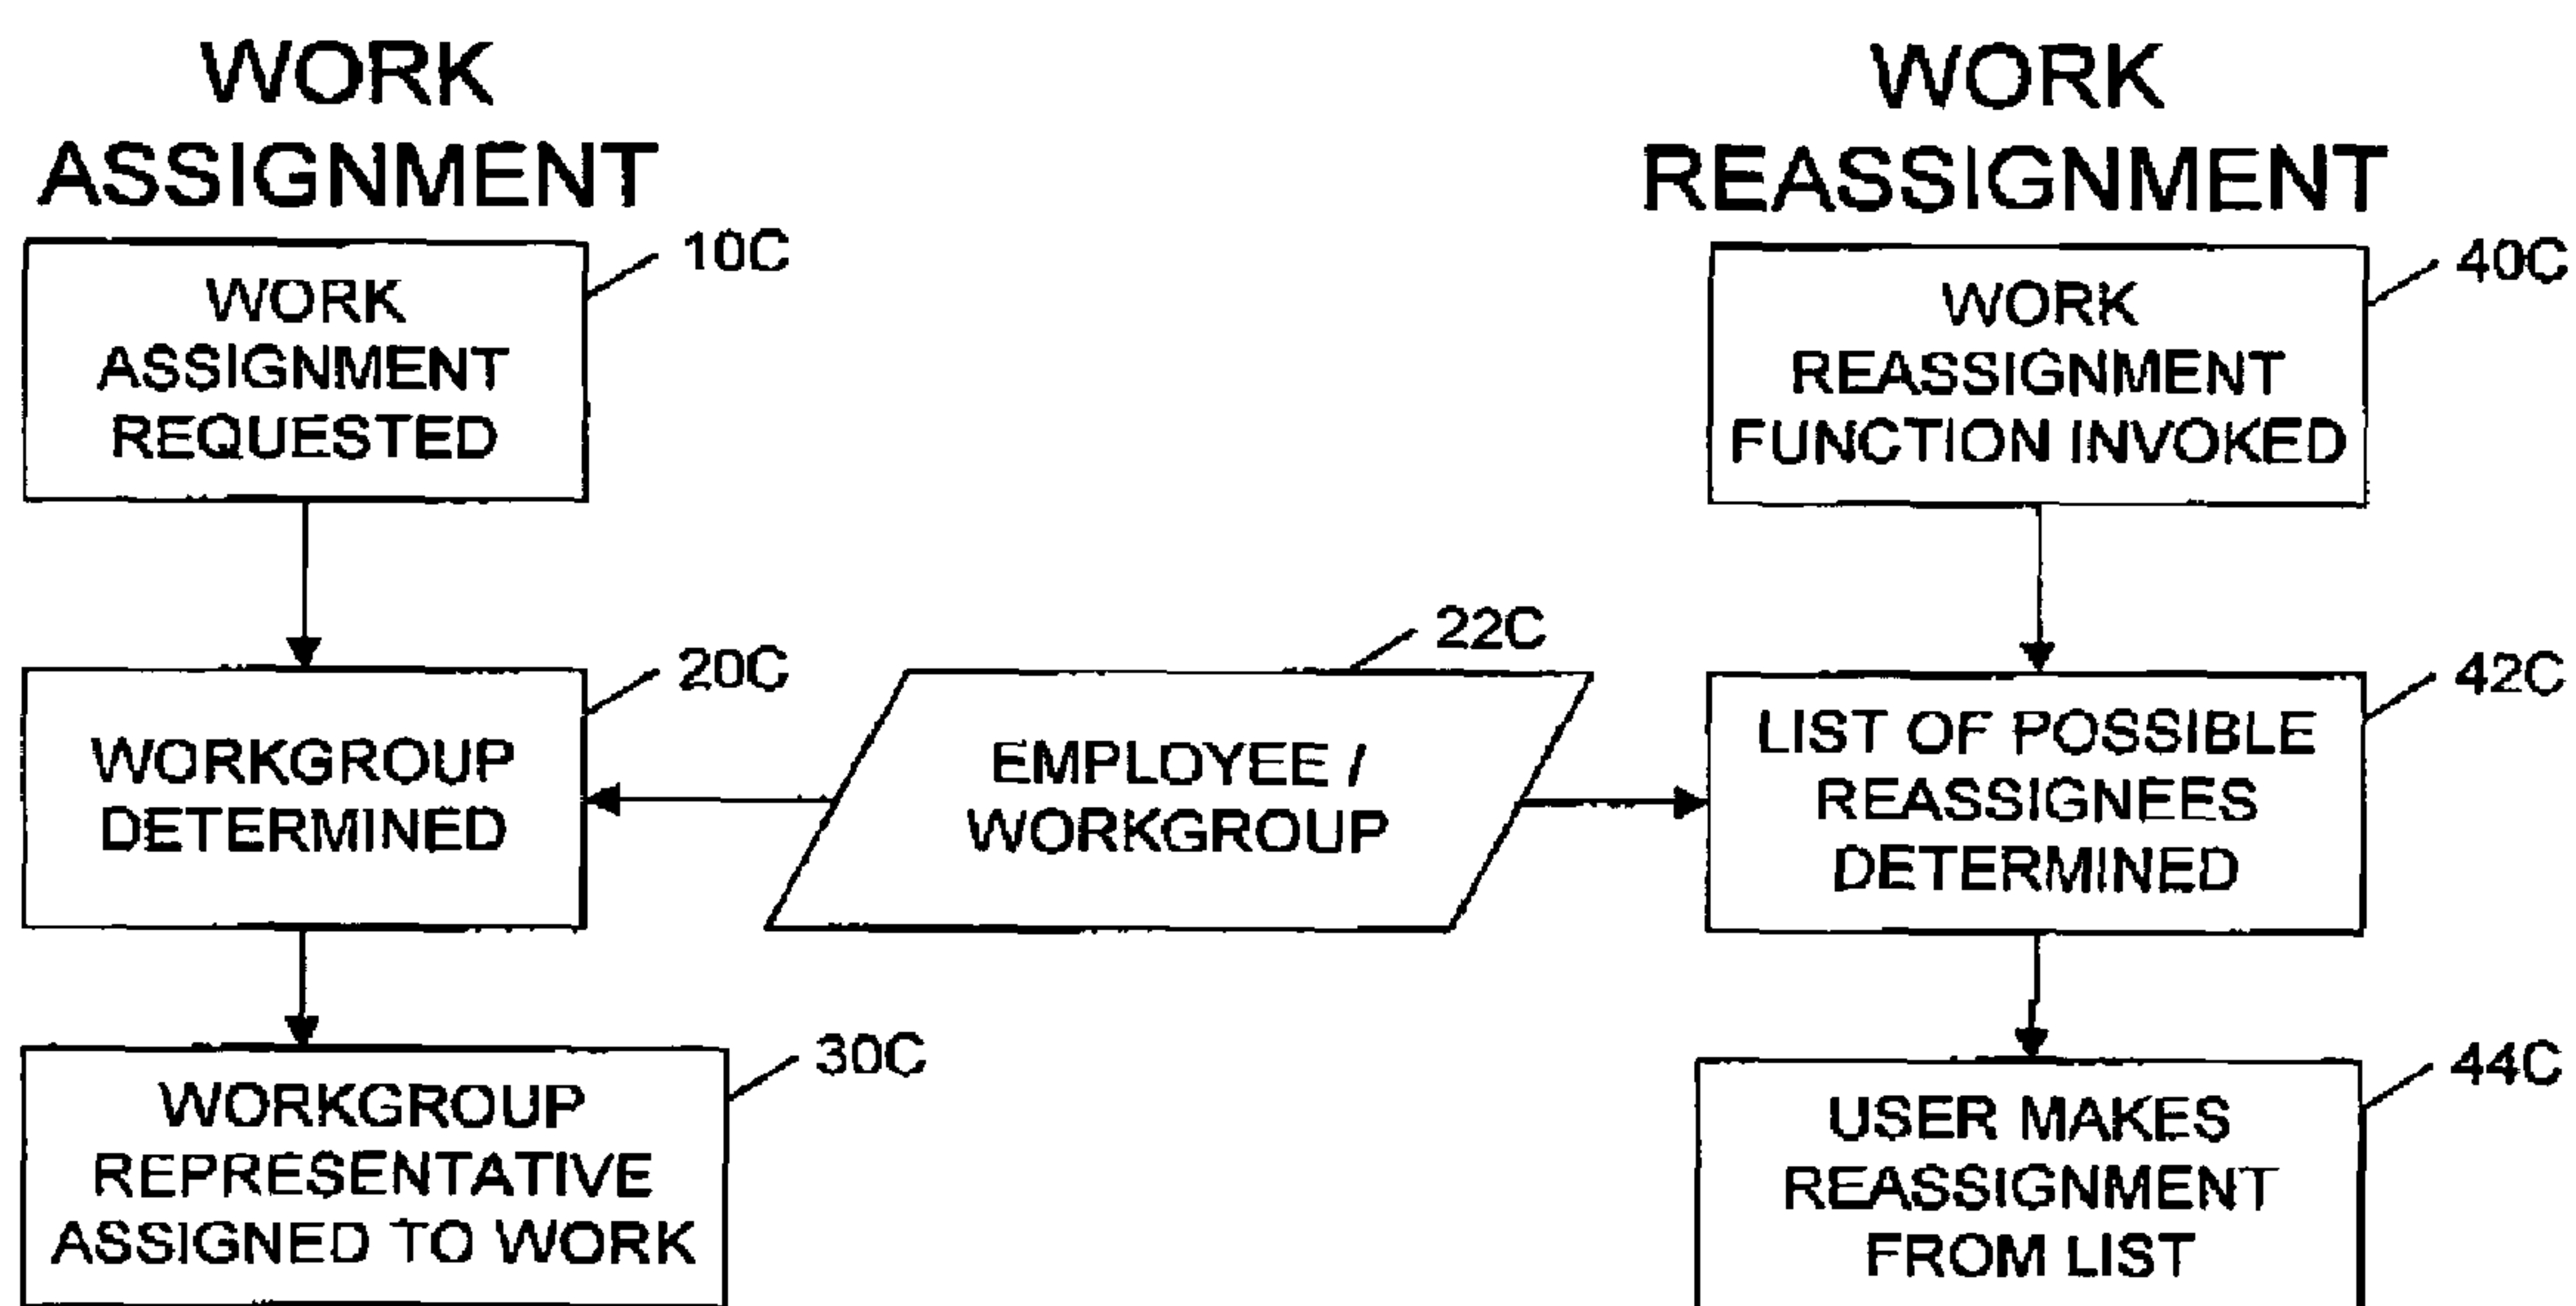 WORK
ASSIGNMENT
10C
WORK
ASSIGNMENT
REQUESTED
20C
WORKGROUP
DETERMINED
30C
WORKGROUP
REPRESENTATIVE
ASSIGNED TO WORK
22C
EMPLOYEE /
WORKGROUP
WORK
REASSIGNMENT
40C
WORK
REASSIGNMENT
FUNCTION INVOKED
42C
LIST OF POSSIBLE
REASSIGNEES
DETERMINED
44C
USER MAKES
REASSIGNMENT
FROM LIST